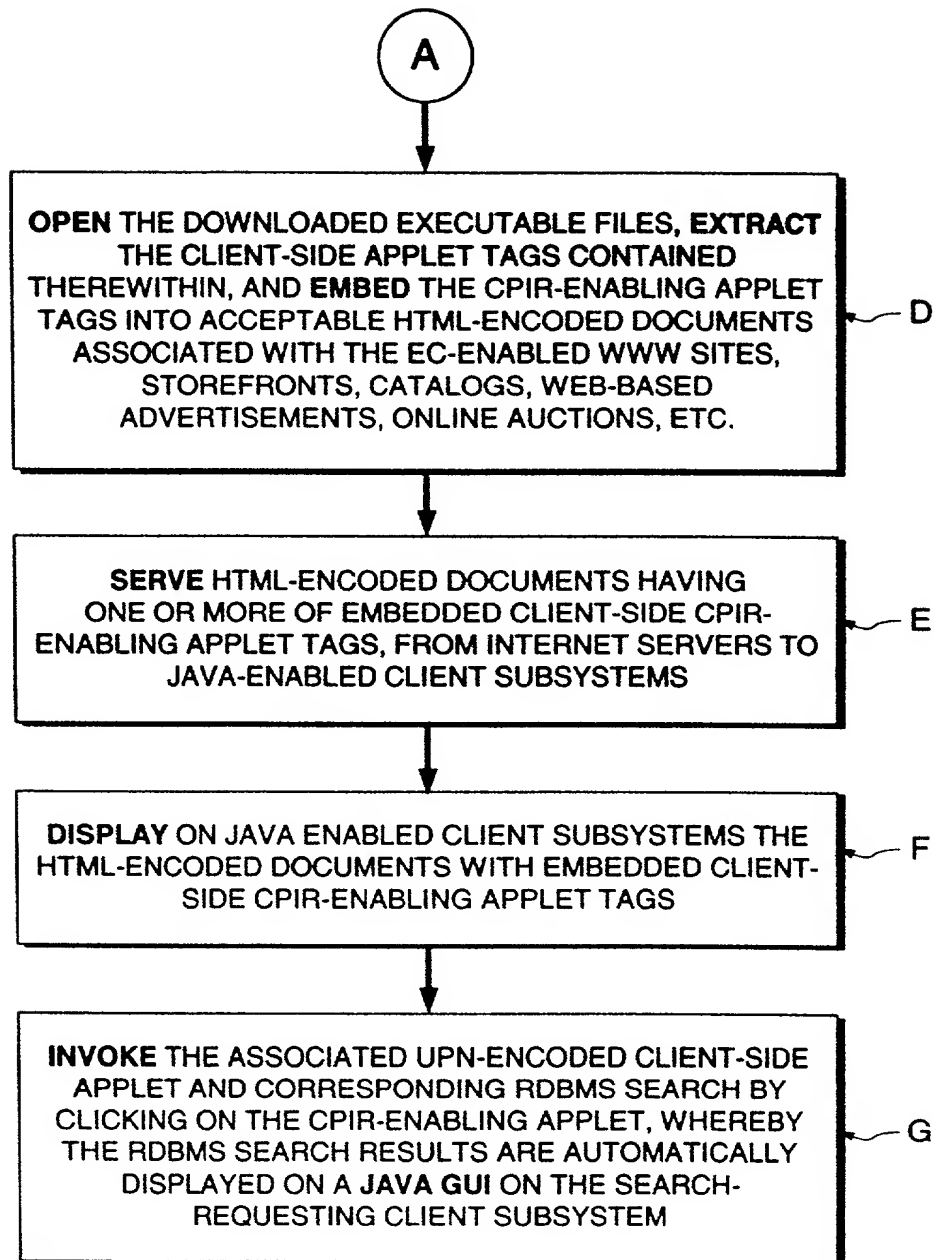 A
OPEN THE DOWNLOADED EXECUTABLE FILES, EXTRACT
THE CLIENT-SIDE APPLET TAGS CONTAINED
THEREWITHIN, AND EMBED THE CPIR-ENABLING APPLET
TAGS INTO ACCEPTABLE HTML-ENCODED DOCUMENTS
ASSOCIATED WITH THE EC-ENABLED WWW SITES,
STOREFRONTS, CATALOGS, WEB-BASED
ADVERTISEMENTS, ONLINE AUCTIONS, ETC.
D
SERVE HTML-ENCODED DOCUMENTS HAVING
ONE OR MORE OF EMBEDDED CLIENT-SIDE CPIR-
ENABLING APPLET TAGS, FROM INTERNET SERVERS TO
JAVA-ENABLED CLIENT SUBSYSTEMS
E
DISPLAY ON JAVA ENABLED CLIENT SUBSYSTEMS THE
HTML-ENCODED DOCUMENTS WITH EMBEDDED CLIENT-
SIDE CPIR-ENABLING APPLET TAGS
F
INVOKE THE ASSOCIATED UPN-ENCODED CLIENT-SIDE
APPLET AND CORRESPONDING RDBMS SEARCH BY
CLICKING ON THE CPIR-ENABLING APPLET, WHEREBY
THE RDBMS SEARCH RESULTS ARE AUTOMATICALLY
DISPLAYED ON A JAVA GUI ON THE SEARCH-
REQUESTING CLIENT SUBSYSTEM
G